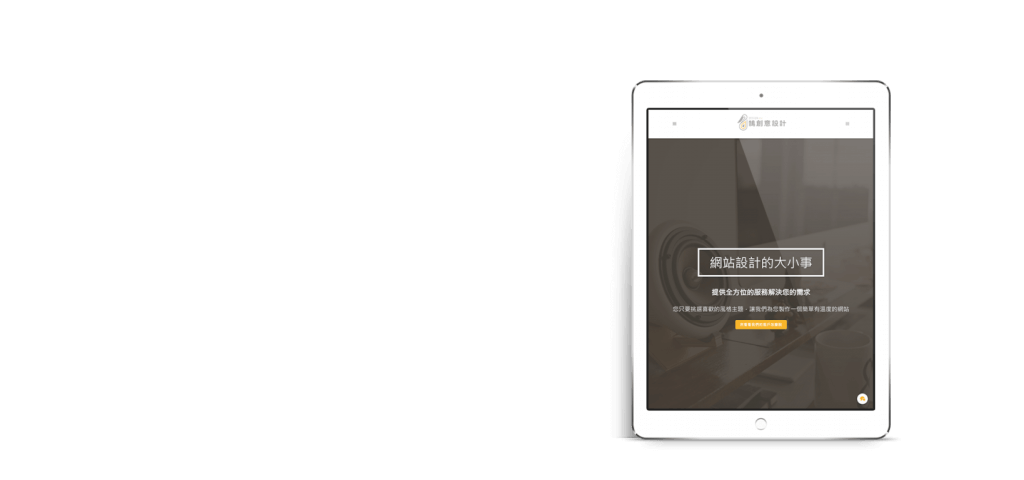 鵝創意設計
網站設計的大小事
提供全方位的服務解決您的需求
您只要挑選喜歡的風格主題，讓我們為您製作一個簡單有溫度的網站